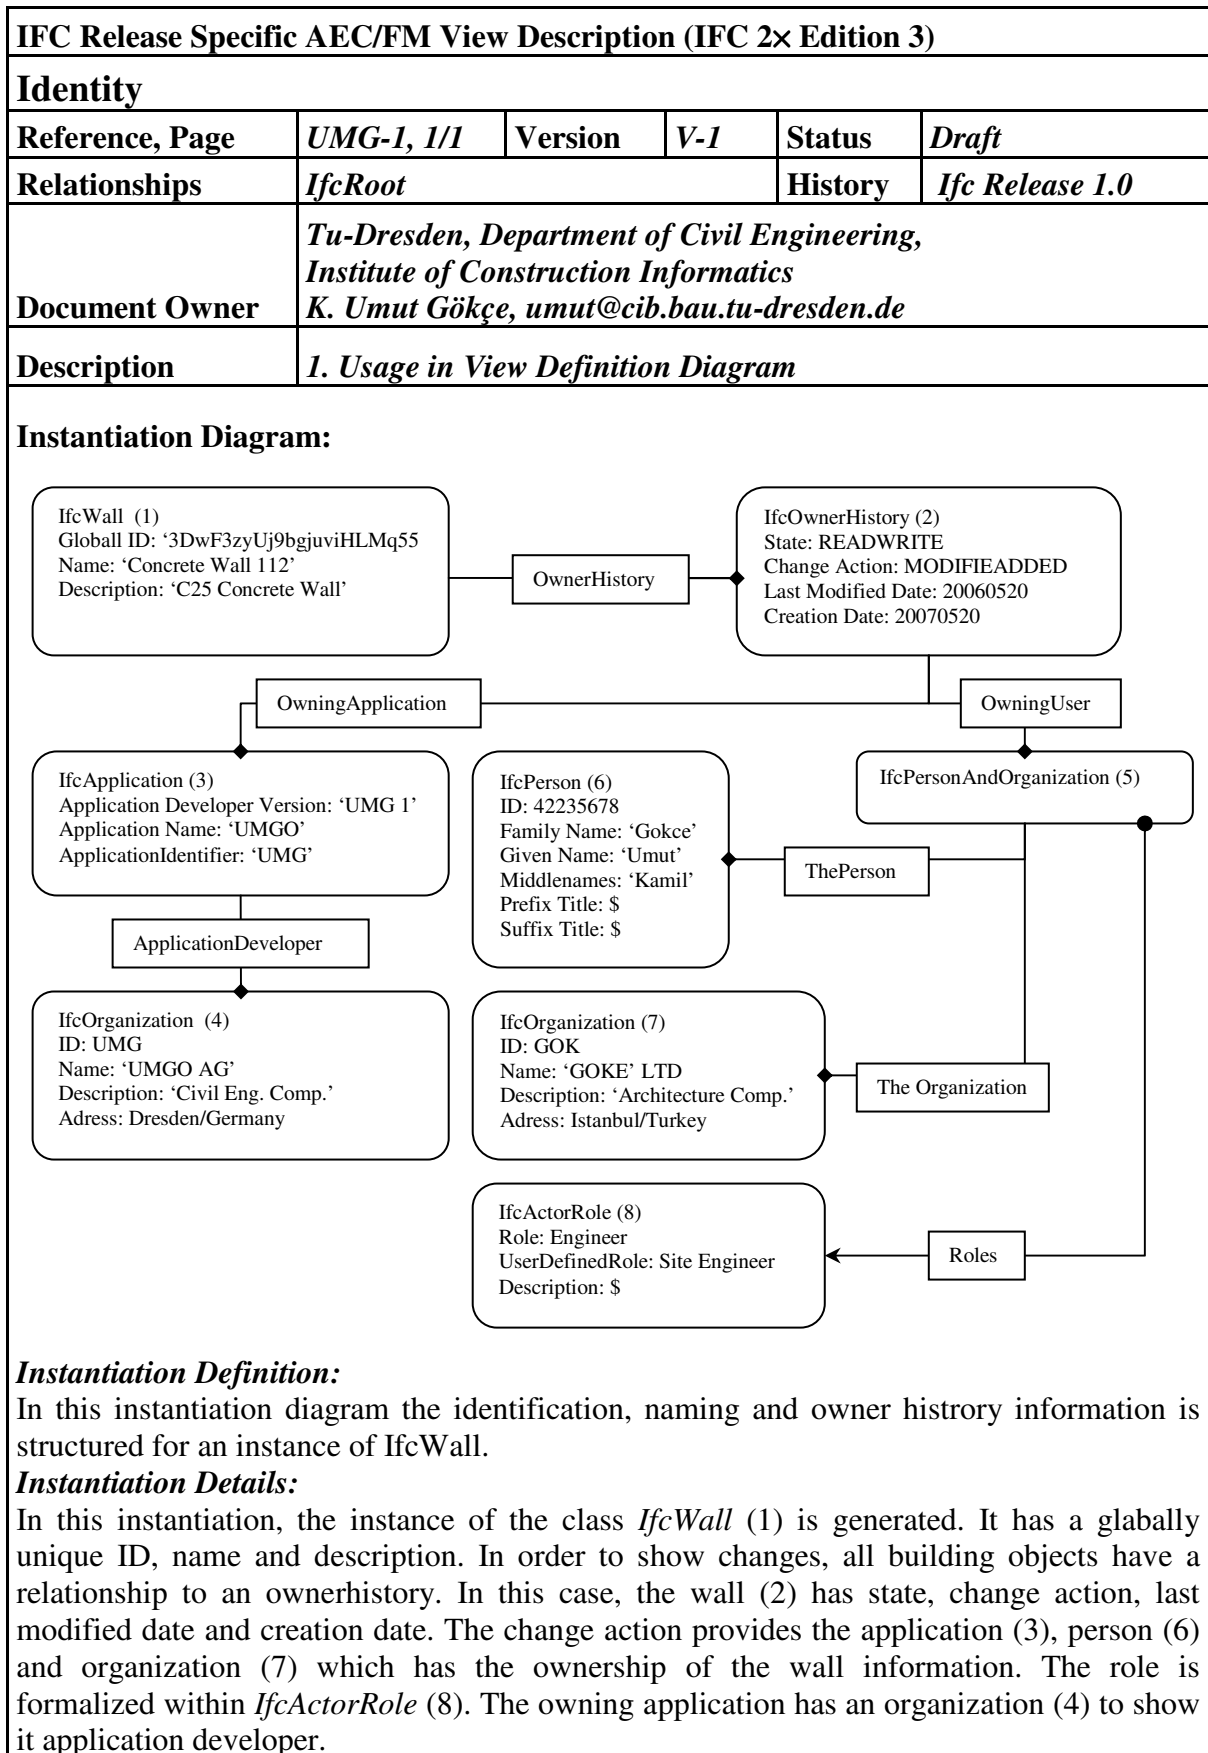 IFC Release Specific AEC/FM View Description (IFC 2× Edition 3)
Identity
Reference, Page UMG-1, 1/1 Version V-1 Status Draft
Relationships IfcRoot History Ifc Release 1.0
Tu-Dresden, Department of Civil Engineering,
Institute of Construction Informatics
Document Owner K. Umut Gökçe, umut@cib.bau.tu-dresden.de
Description 1. Usage in View Definition Diagram
Instantiation Diagram:
IfcWall (1)
Globall ID: ‘3DwF3zyUj9bgjuviHLMq55
Name: ‘Concrete Wall 112’
Description: ‘C25 Concrete Wall’
OwnerHistory
IfcOwnerHistory (2)
State: READWRITE
Change Action: MODIFIEADDED
Last Modified Date: 20060520
Creation Date: 20070520
OwningApplication
OwningUser
IfcApplication (3)
Application Developer Version: ‘UMG 1’
Application Name: ‘UMGO’
ApplicationIdentifier: ‘UMG’
IfcPerson (6)
ID: 42235678
Family Name: ‘Gokce’
Given Name: ‘Umut’
Middlenames: ‘Kamil’
Prefix Title: $
Suffix Title: $
IfcPersonAndOrganization (5)
ThePerson
ApplicationDeveloper
IfcOrganization (4)
ID: UMG
Name: ‘UMGO AG’
Description: ‘Civil Eng. Comp.’
Adress: Dresden/Germany
IfcOrganization (7)
ID: GOK
Name: ‘GOKE’ LTD
Description: ‘Architecture Comp.’
Adress: Istanbul/Turkey
The Organization
IfcActorRole (8)
Role: Engineer
UserDefinedRole: Site Engineer
Description: $
Roles
Instantiation Definition:
In this instantiation diagram the identification, naming and owner histrory information is
structured for an instance of IfcWall.
Instantiation Details:
In this instantiation, the instance of the class IfcWall (1) is generated. It has a glabally
unique ID, name and description. In order to show changes, all building objects have a
relationship to an ownerhistory. In this case, the wall (2) has state, change action, last
modified date and creation date. The change action provides the application (3), person (6)
and organization (7) which has the ownership of the wall information. The role is
formalized within IfcActorRole (8). The owning application has an organization (4) to show
it application developer.